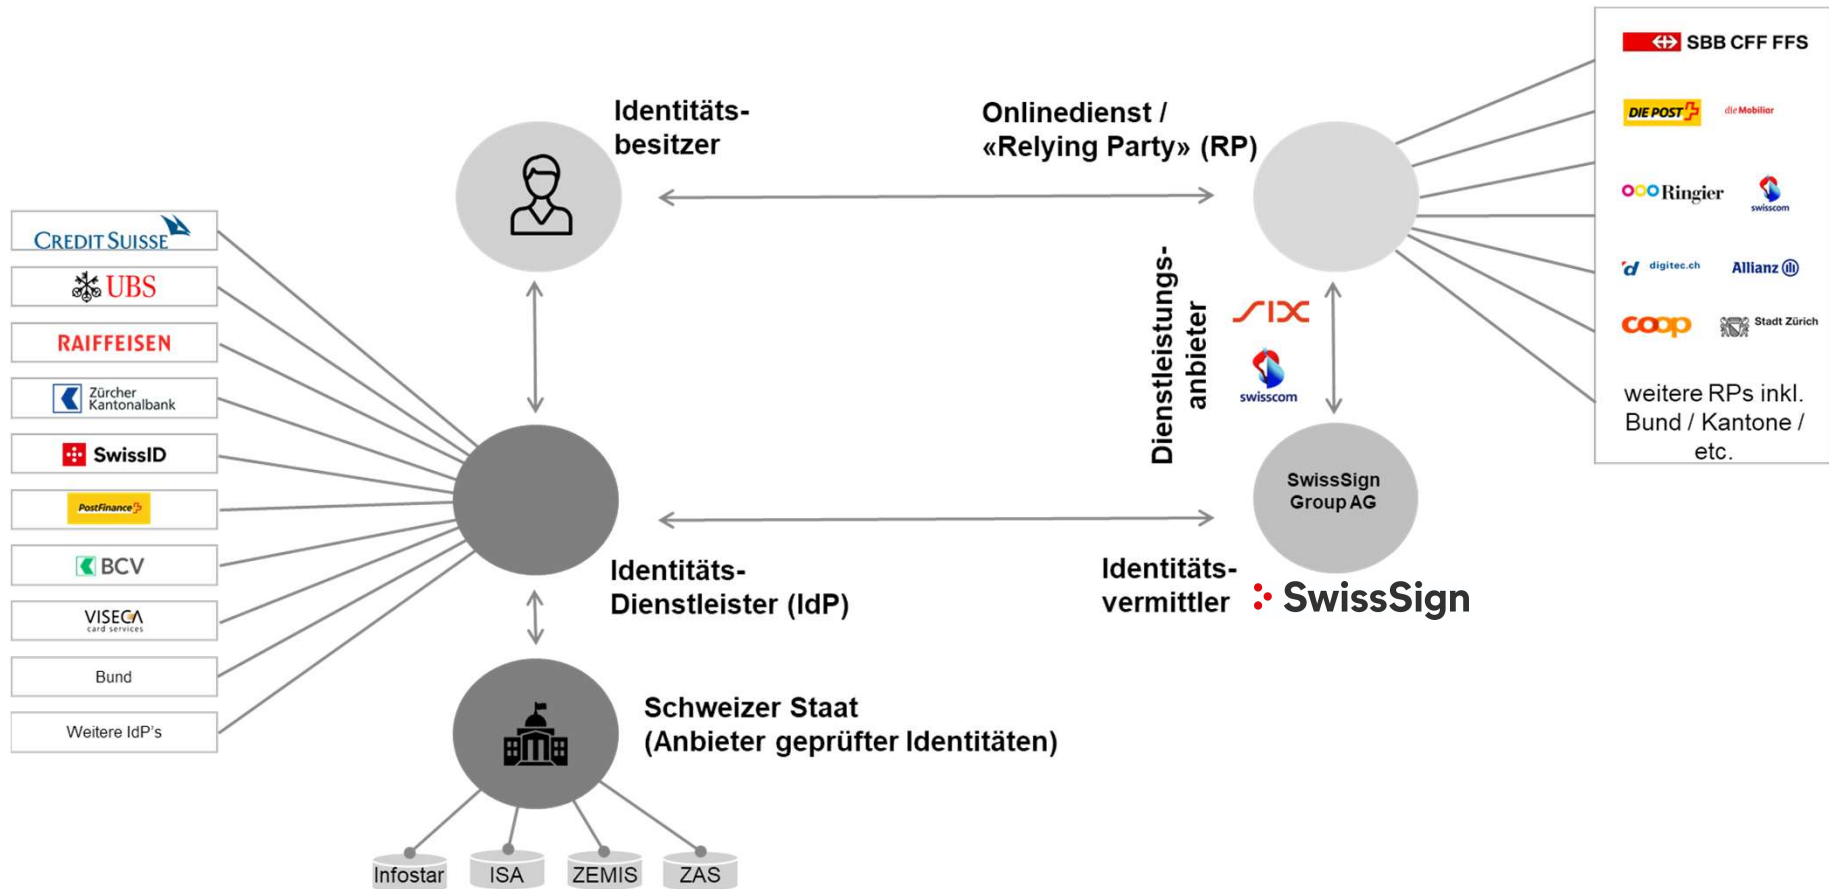 Identitäts-
besitzer
Onlinedienst /
«Relying Party» (RP)
SBB CFF FFS
DIE POST
die Mobiliar
Ringier
swisscom
digitec.ch
Allianz
coop
Stadt Zürich
weitere RPs inkl.
Bund / Kantone /
etc.
CREDIT SUISSE
UBS
RAIFFEISEN
Zürcher
Kantonalbank
SwissID
PostFinance
BCV
VISECA
card services
Bund
Weitere IdP's
Dienstleistungs-
anbieter
SIX
swisscom
SwissSign
Group AG
Identitäts-
Dienstleister (IdP)
Identitäts-
vermittler
SwissSign
Schweizer Staat
(Anbieter geprüfter Identitäten)
Infostar
ISA
ZEMIS
ZAS